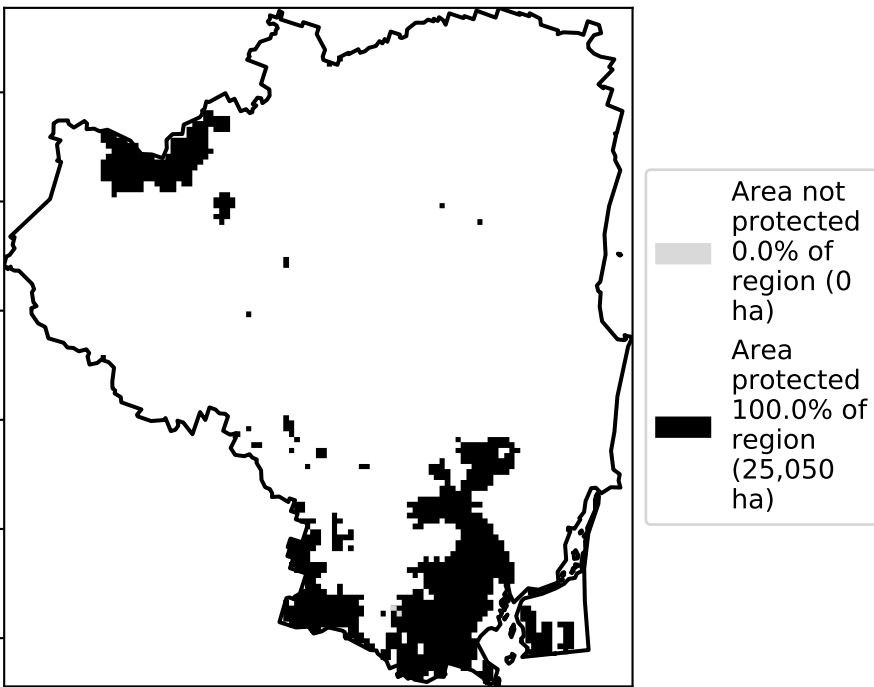 Area not
protected
0.0% of
region (0
ha)
Area
protected
100.0% of
region
(25,050
ha)